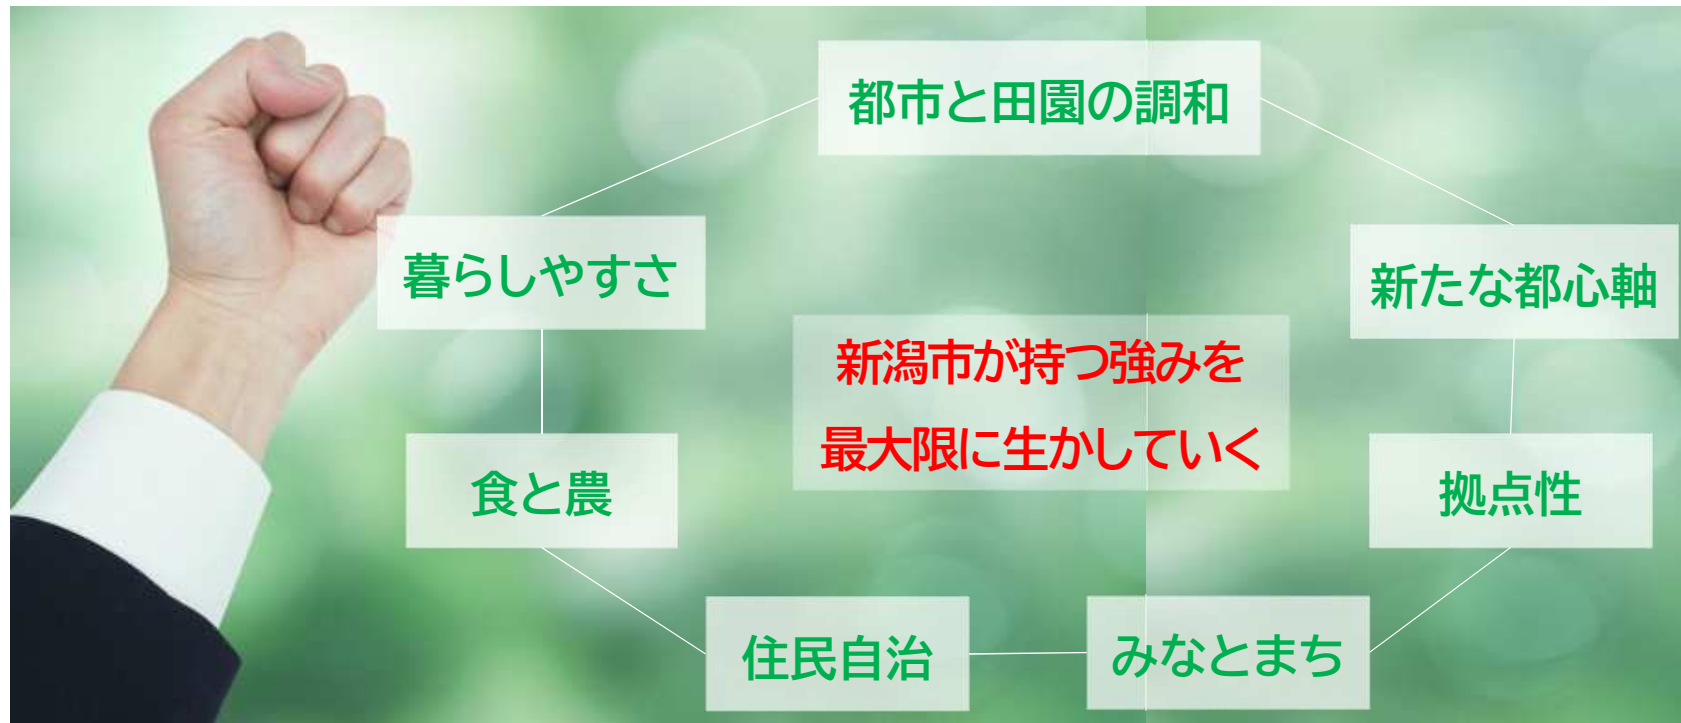 都市と田園の調和
暮らしやすさ
新たな都心軸
新潟市が持つ強みを
最大限に生かしていく
食と農
拠点性
住民自治
みなとまち